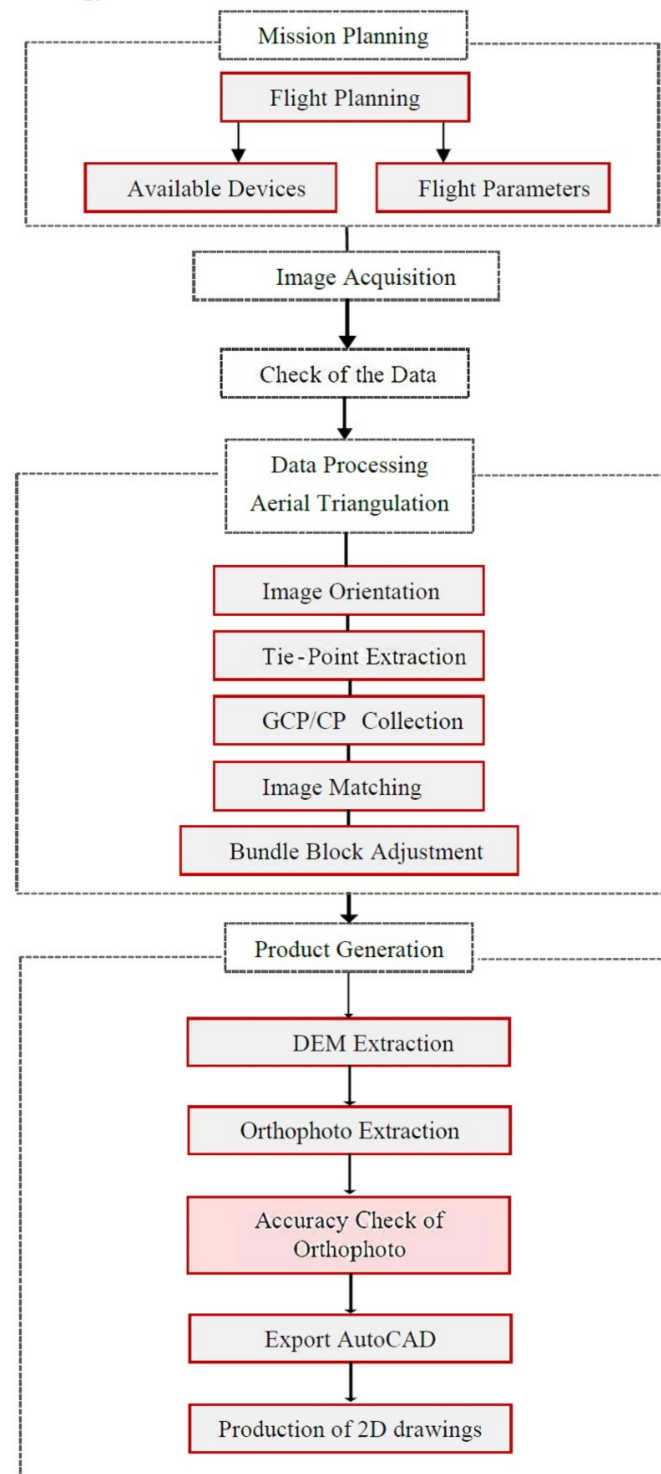 Mission Planning
Flight Planning
Available Devices
Flight Parameters
Image Acquisition
Check of the Data
Data Processing
Aerial Triangulation
Image Orientation
Tie-Point Extraction
GCP/CP Collection
Image Matching
Bundle Block Adjustment
Product Generation
DEM Extraction
Orthophoto Extraction
Accuracy Check of
Orthophoto
Export AutoCAD
Production of 2D drawings